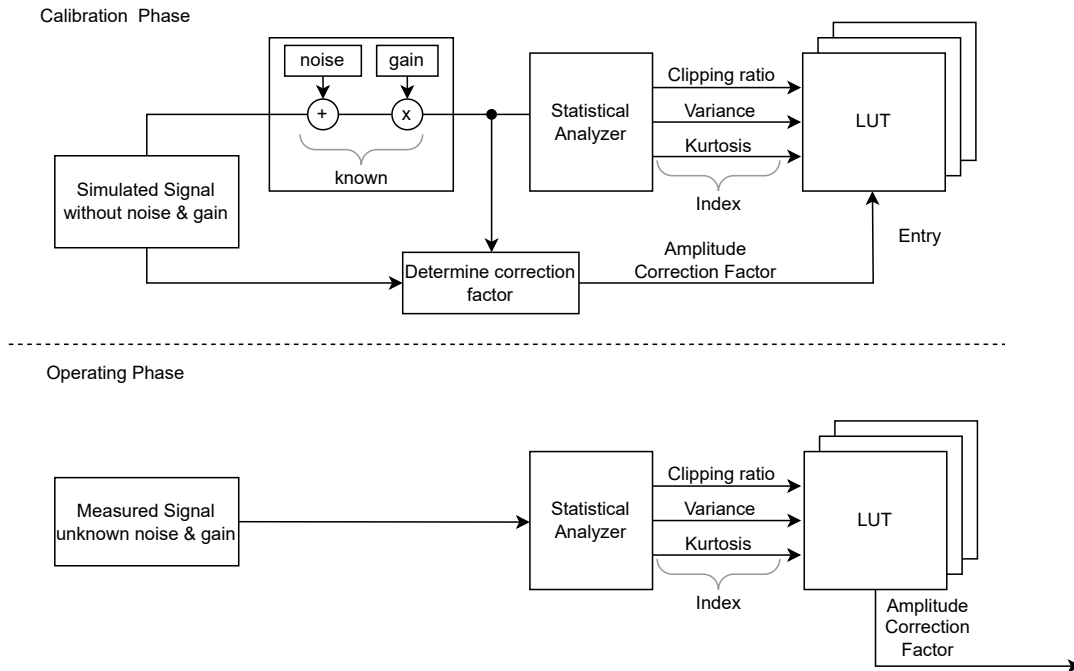 Calibration Phase
noise
gain
+
x
known
Simulated Signal
without noise & gain
Statistical
Analyzer
Clipping ratio
Variance
Kurtosis
Index
LUT
Determine correction
factor
Amplitude
Correction Factor
Entry
Operating Phase
Measured Signal
unknown noise & gain
Statistical
Analyzer
Clipping ratio
Variance
Kurtosis
Index
LUT
Amplitude
Correction
Factor